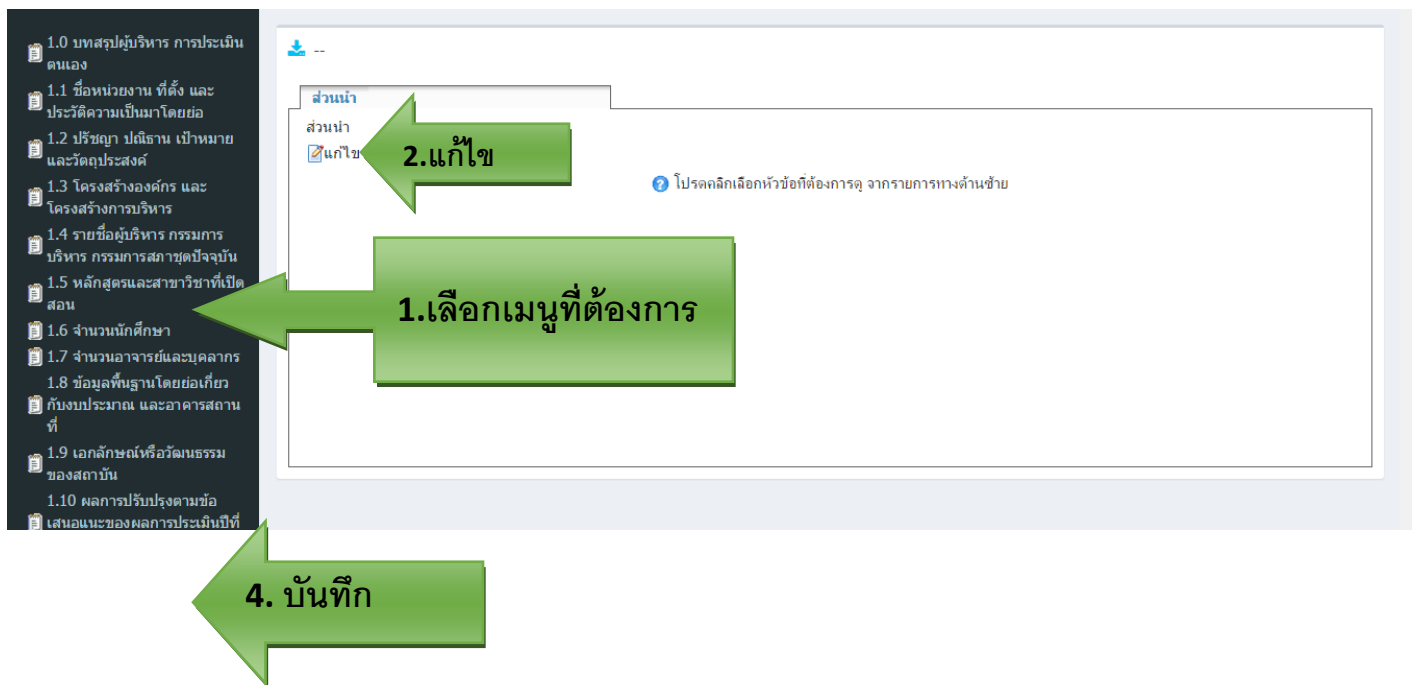 1.0 บทสรุปผู้บริหาร การประเมิน
ตนเอง
1.1 ชื่อหน่วยงาน ที่ตั้ง และ
ประวัติความเป็นมาโดยย่อ
1.2 ปรัชญา ปณิธาน เป้าหมาย
และวัตถุประสงค์
1.3 โครงสร้างองค์กร และ
โครงสร้างการบริหาร
1.4 รายชื่อผู้บริหาร กรรมการ
บริหาร กรรมการสภาชุดปัจจุบัน
1.5 หลักสูตรและสาขาวิชาที่เปิด
สอน
1.6 จำนวนนักศึกษา
1.7 จำนวนอาจารย์และบุคลากร
1.8 ข้อมูลพื้นฐานโดยย่อเกี่ยว
กับงบประมาณ และอาคารสถาน
ที่
1.9 เอกลักษณ์หรือวัฒนธรรม
ของสถาบัน
1.10 ผลการปรับปรุงตามข้อ
เสนอแนะของผลการประเมินปีที่
--
ส่วนนำ
ส่วนนำ
แก้ไข
2.แก้ไข
โปรดคลิกเลือกหัวข้อที่ต้องการดู จากรายการทางด้านซ้าย
1.เลือกเมนูที่ต้องการ
4. บันทึก